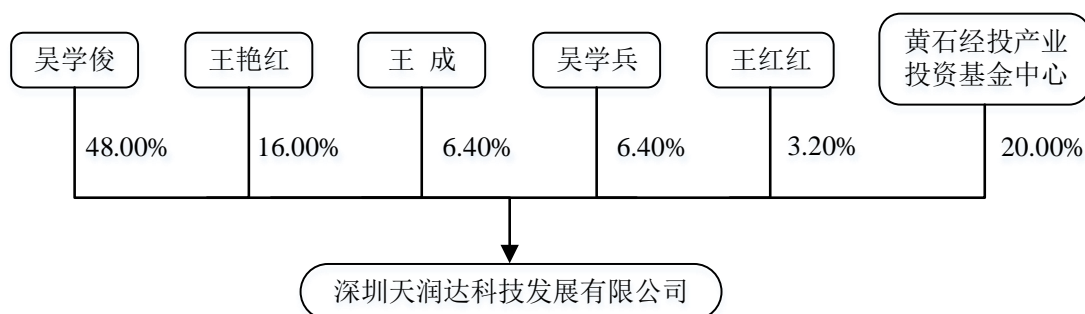 吴学俊
王艳红
王 成
吴学兵
王红红
黄石经投产业
投资基金中心
48.00%
16.00%
6.40%
6.40%
3.20%
20.00%
深圳天润达科技发展有限公司